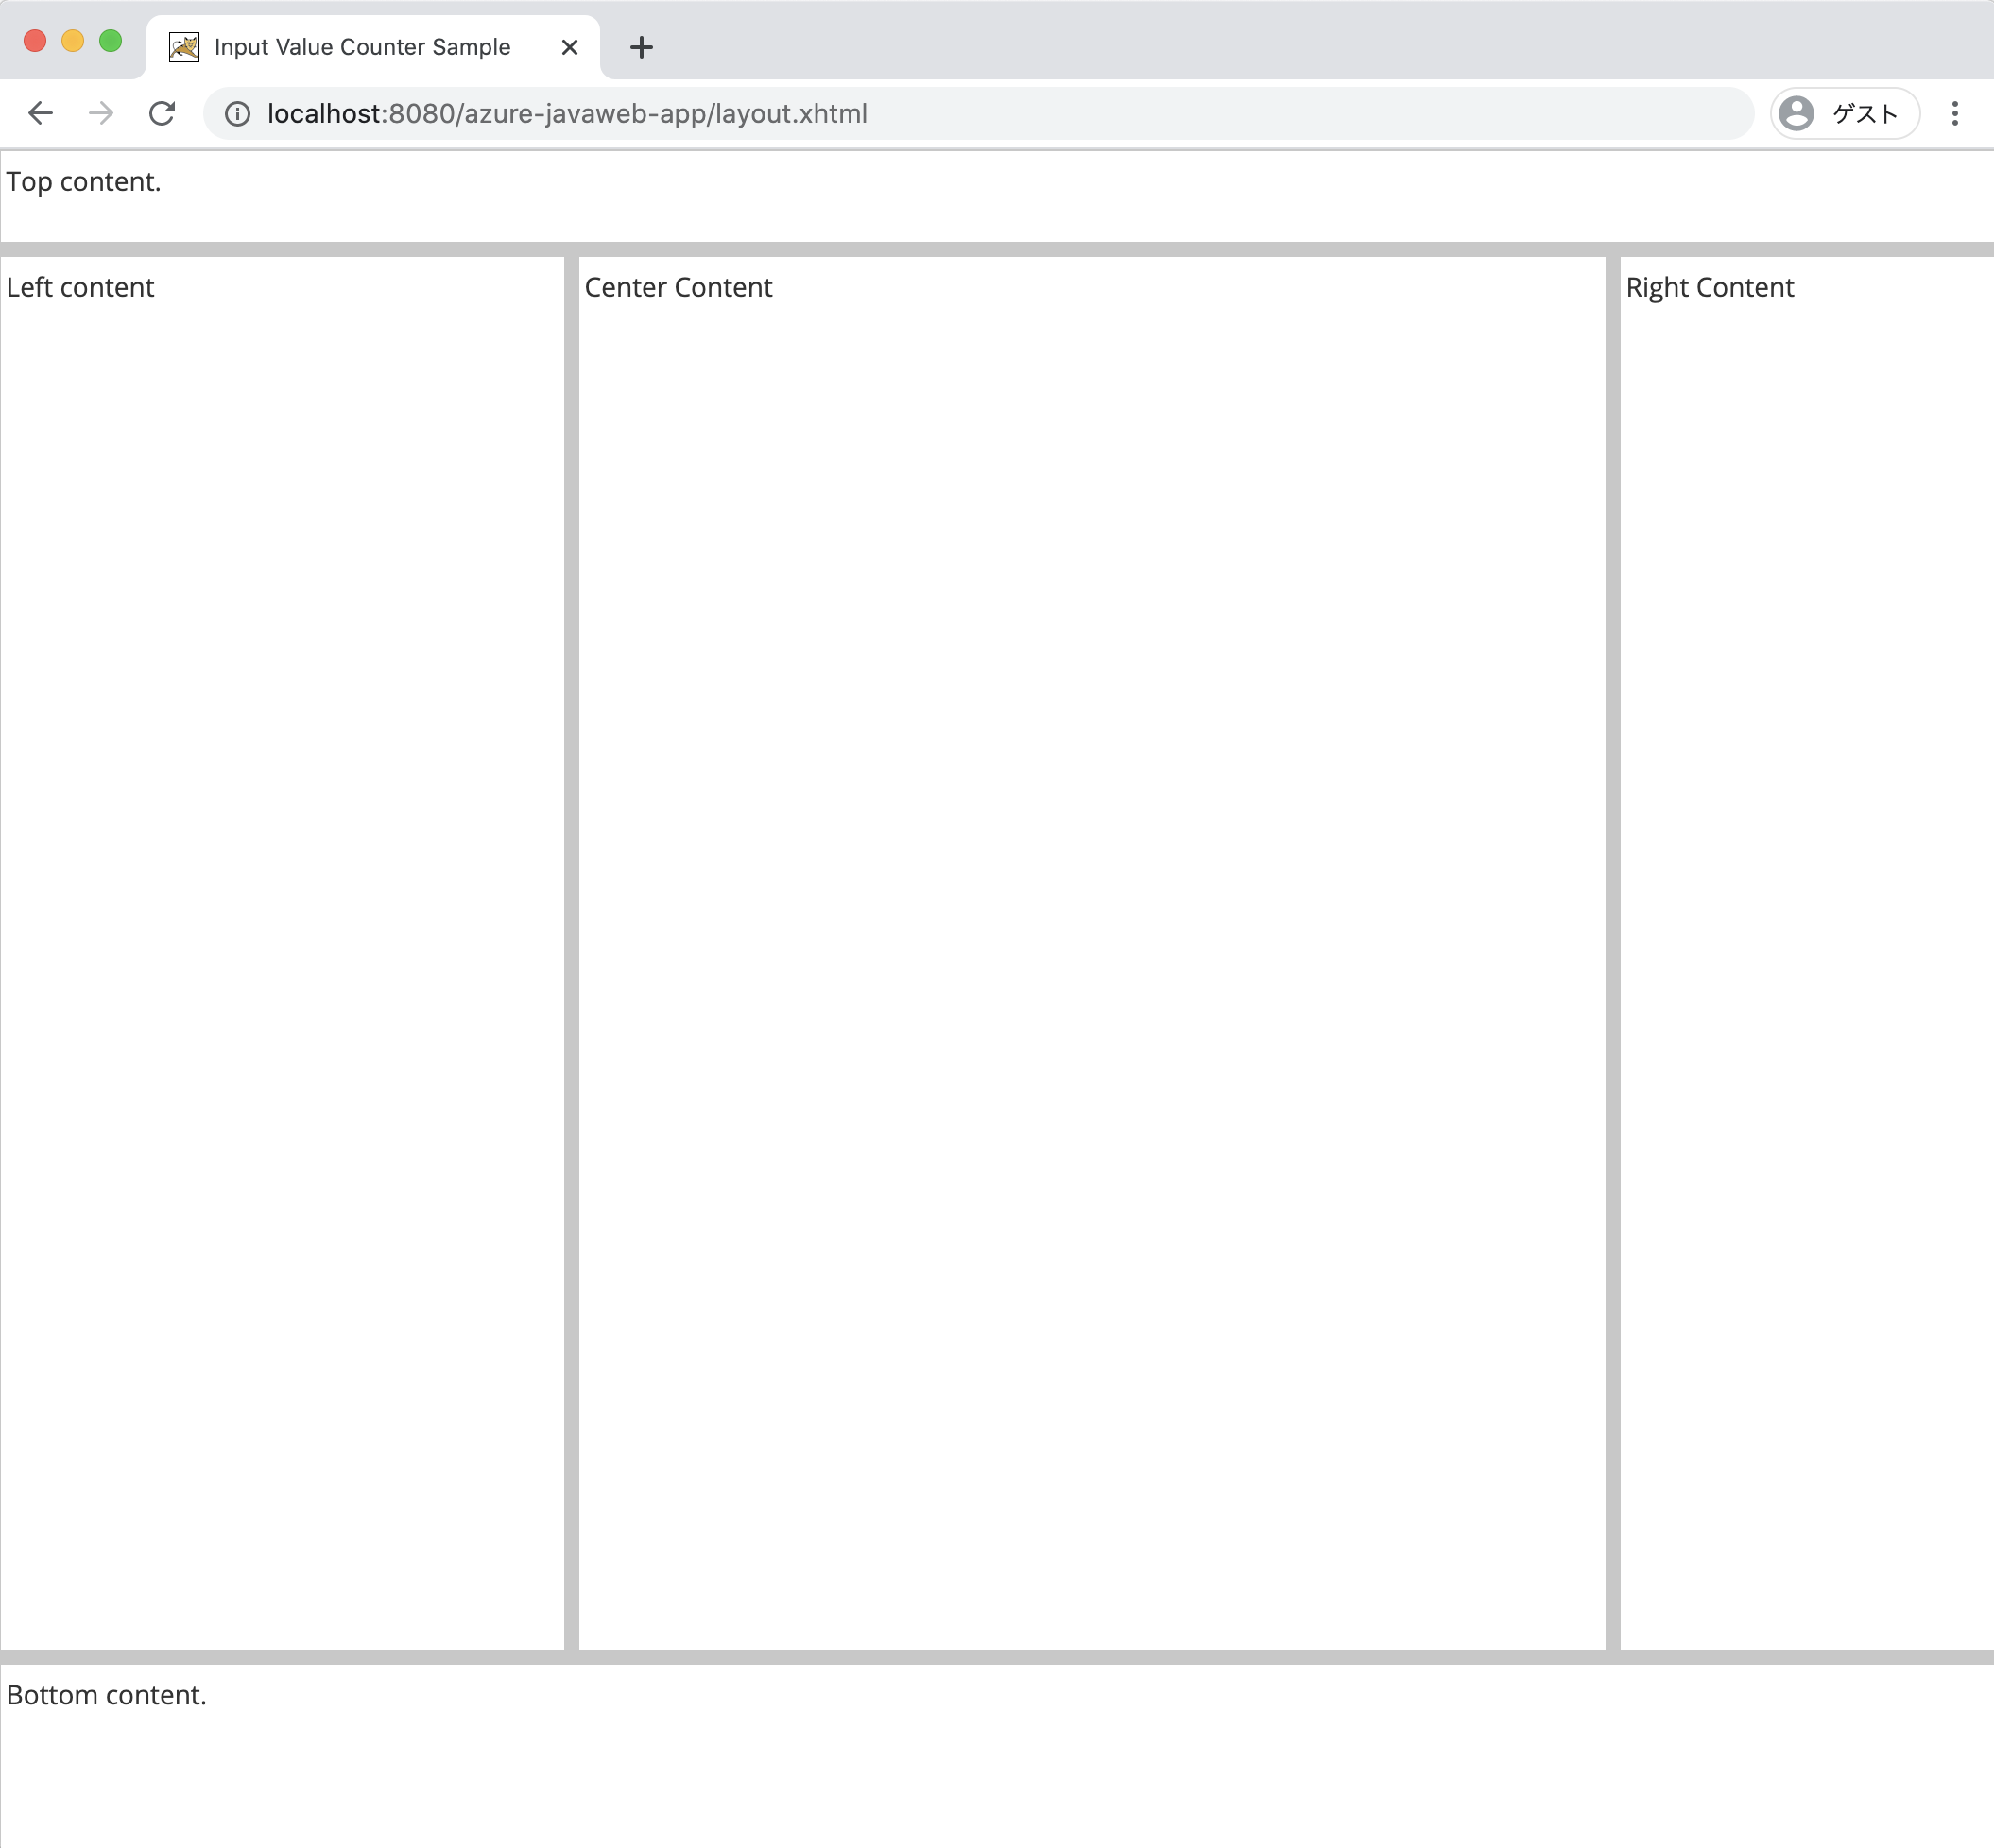 Input Value Counter Sample
localhost:8080/azure-javaweb-app/layout.xhtml
ゲスト
Top content.
Left content
Center Content
Right Content
Bottom content.